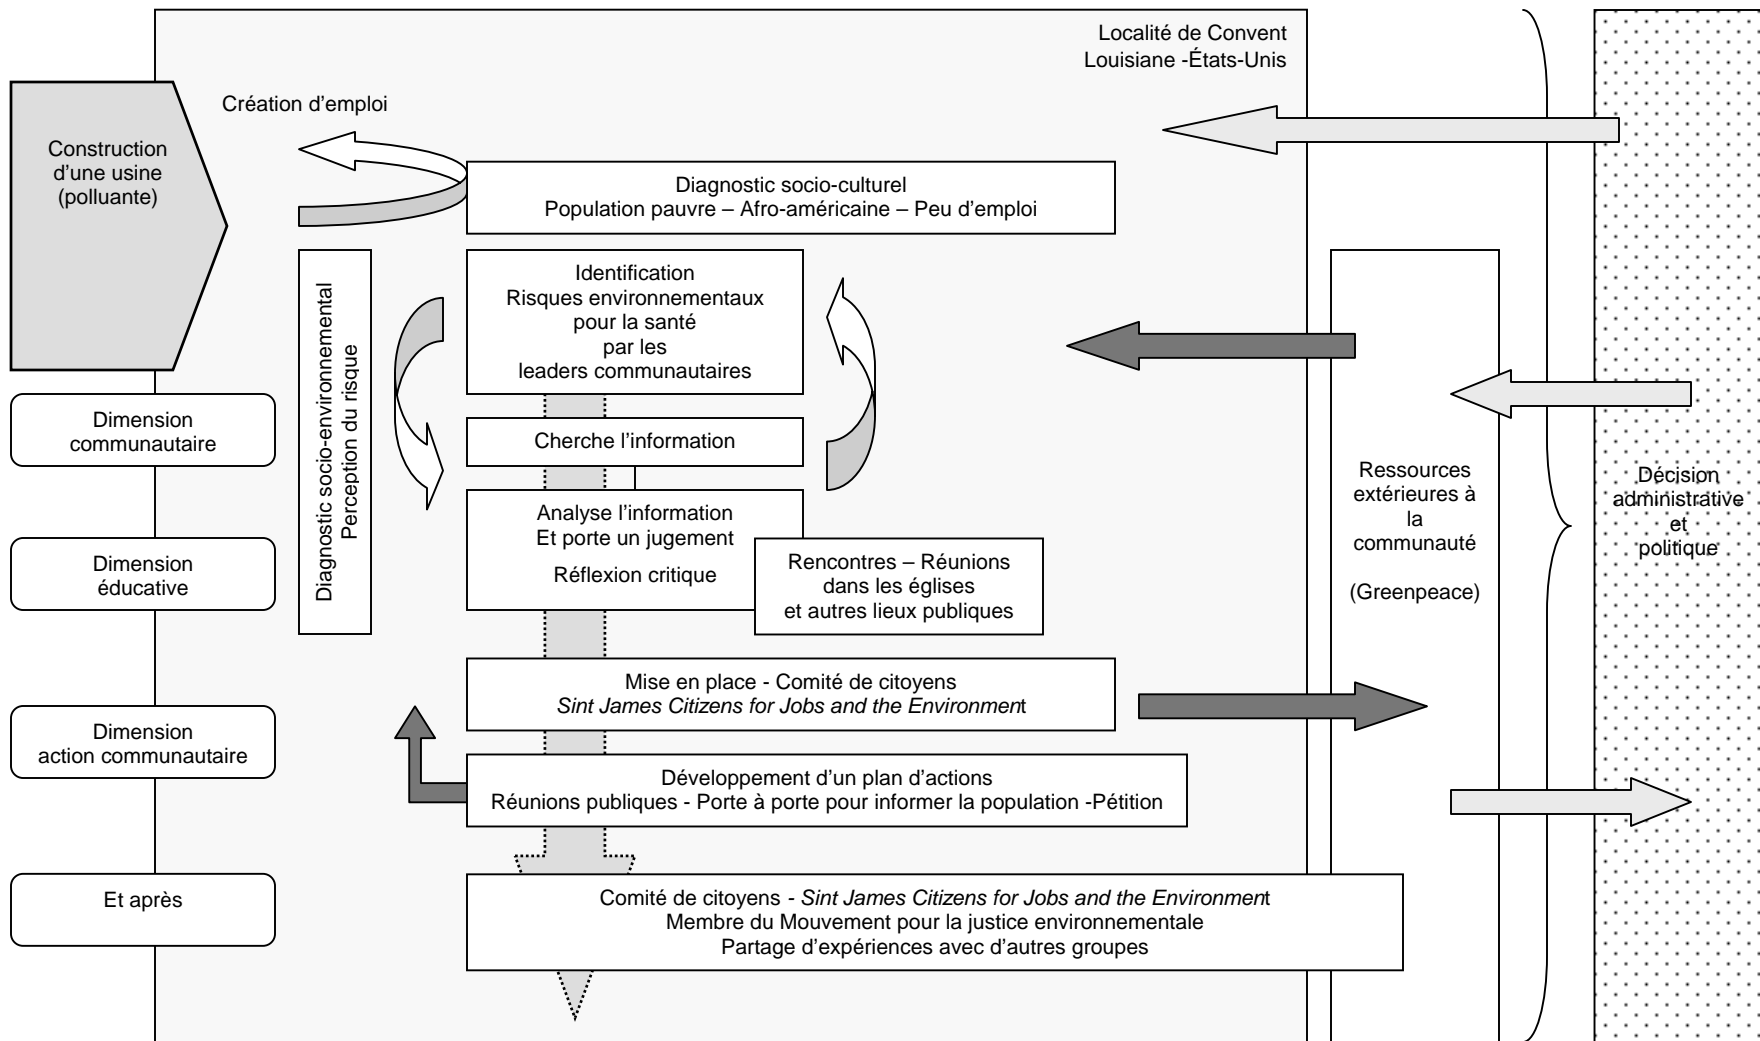 Localité de Convent
Louisiane -États-Unis
Création d'emploi
Construction
d'une usine
(polluante)
Diagnostic socio-culturel
Population pauvre – Afro-américaine – Peu d'emploi
Diagnostic socio-environnemental
Perception du risque
Identification
Risques environnementaux
pour la santé
par les
leaders communautaires
Dimension
communautaire
Cherche l'information
Analyse l'information
Et porte un jugement
Réflexion critique
Dimension
éducative
Rencontres – Réunions
dans les églises
et autres lieux publiques
Ressources
extérieures à
la
communauté
(Greenpeace)
Décision
administrative
et
politique
Mise en place - Comité de citoyens
Sint James Citizens for Jobs and the Environment
Dimension
action communautaire
Développement d'un plan d'actions
Réunions publiques - Porte à porte pour informer la population -Pétition
Et après
Comité de citoyens - Sint James Citizens for Jobs and the Environment
Membre du Mouvement pour la justice environnementale
Partage d'expériences avec d'autres groupes